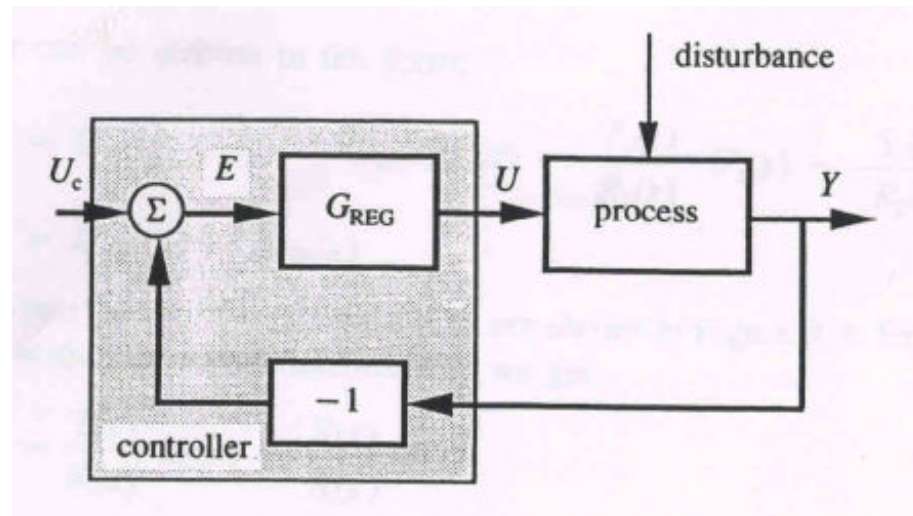 disturbance
U_c
E
G_REG
U
process
Y
Σ
-1
controller